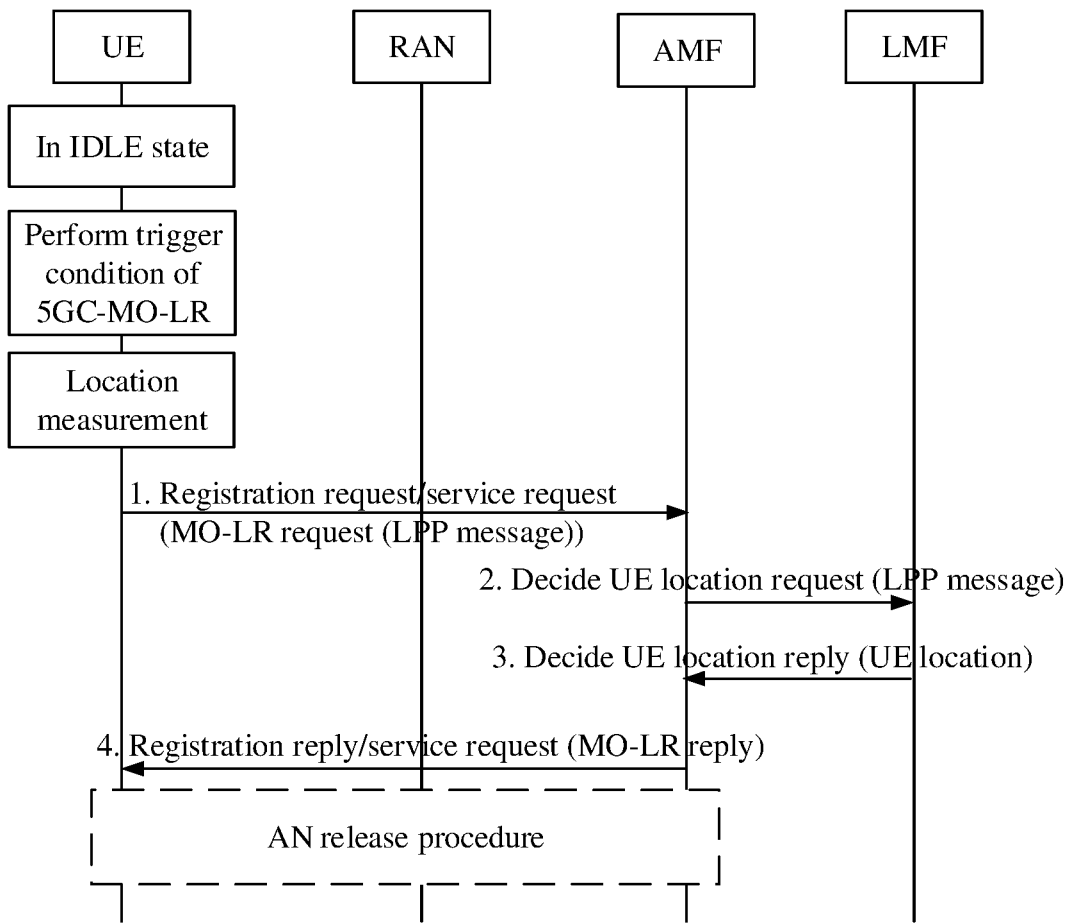 UE
RAN
AMF
LMF
In IDLE state
Perform trigger
condition of
5GC-MO-LR
Location
measurement
1. Registration request/service request
(MO-LR request (LPP message))
2. Decide UE location request (LPP message)
3. Decide UE location reply (UE location)
4. Registration reply/service request (MO-LR reply)
AN release procedure